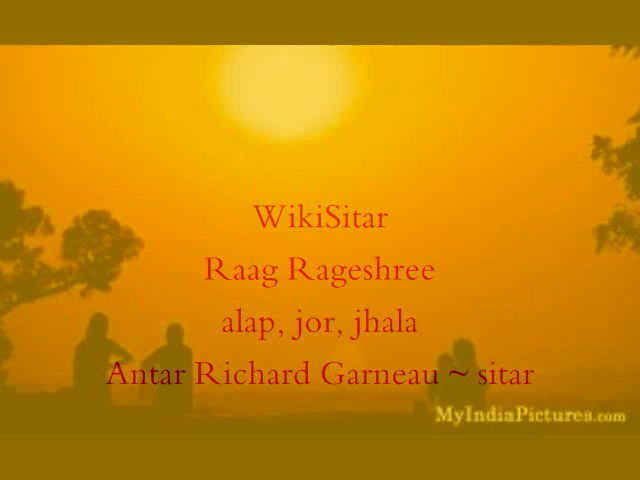 WikiSitar
Raag Rageshree
alap, jor, jhala
Antar Richard Garneau ~ sitar
MyIndiaPictures.com